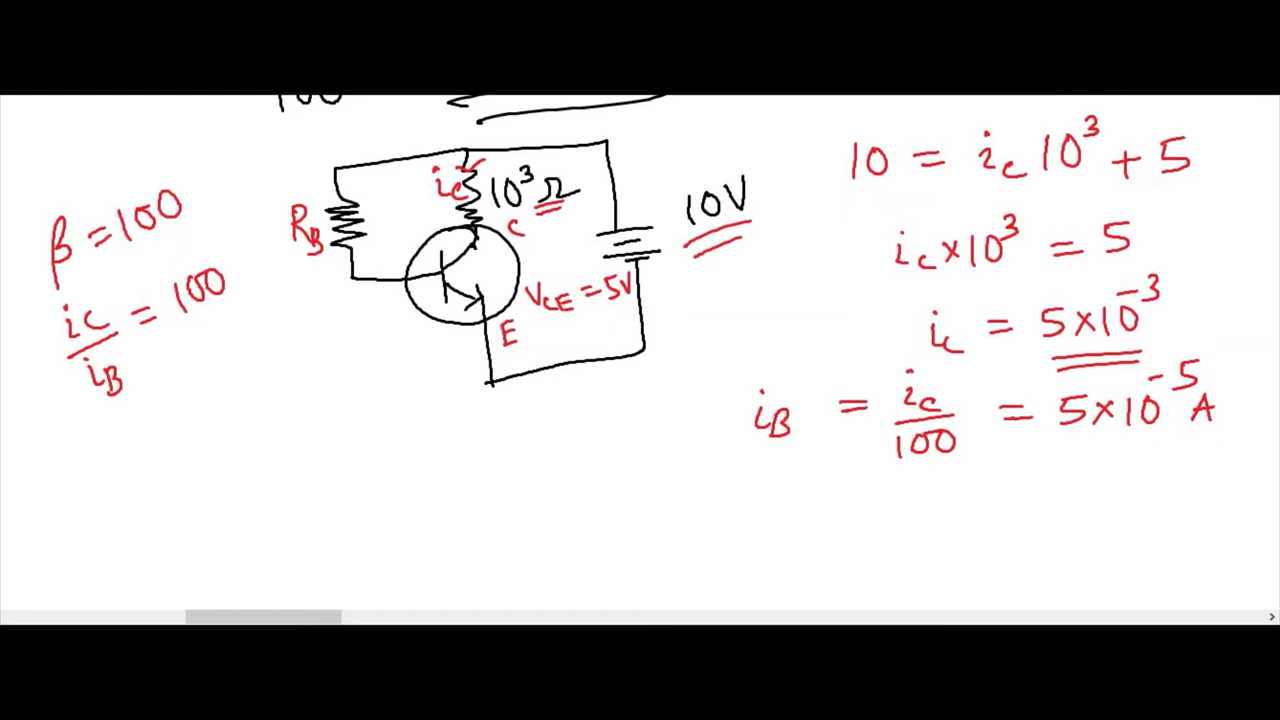 100
β = 100
iC/iB = 100
RB
iC
10³ Ω
C
VCE = 5V
E
10V
10 = ic 10³ + 5
ic × 10³ = 5
ic = 5×10⁻³
iB = ic/100 = 5×10⁻⁵ A